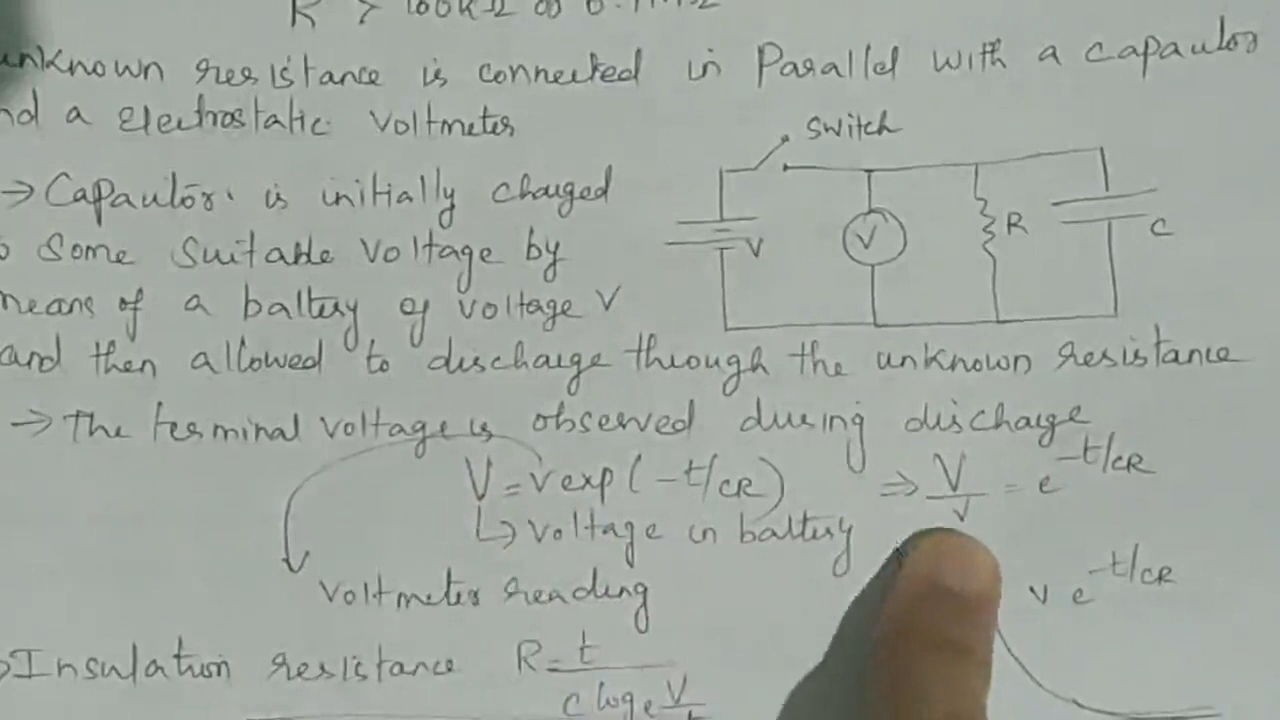 unknown resistance is connected in Parallel with a capacitor
nd a Electrostatic Voltmeter
switch
→ Capacitor is initially charged
R
V
V
C
o some suitable voltage by
means of a battery of voltage V
and then allowed to discharge through the unknown resistance
→ The terminal voltage is observed during discharge
V = v exp(-t/CR) ⇒ V/v = e^-t/CR
↳ voltage in battery
v e^-t/CR
Voltmeter reading
Insulation resistance R = t / C loge V/